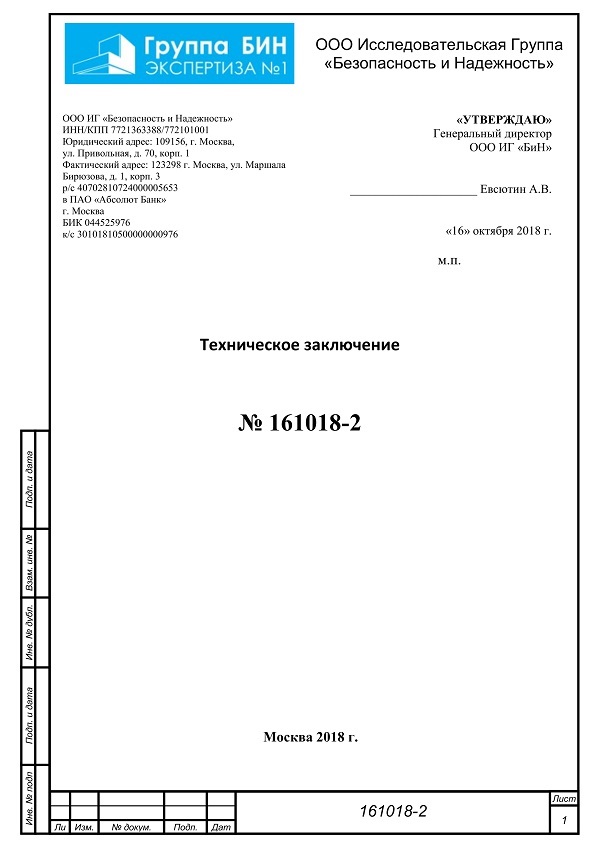 Группа БИН
ЭКСПЕРТИЗА №1
ООО Исследовательская Группа
«Безопасность и Надежность»
ООО ИГ «Безопасность и Надежность»
ИНН/КПП 7721363388/772101001
Юридический адрес: 109156, г. Москва,
ул. Привольная, д. 70, корп. 1
Фактический адрес: 123298 г. Москва, ул. Маршала
Бирюзова, д. 1, корп. 3
р/с 40702810724000005653
в ПАО «Абсолют Банк»
г. Москва
БИК 044525976
к/с 30101810500000000976
«УТВЕРЖДАЮ»
Генеральный директор
ООО ИГ «БиН»
Евсютин А.В.
«16» октября 2018 г.
м.п.
Техническое заключение
№ 161018-2
Подп. и дата
Взам. инв. №
Инв. № дубл.
Подп. и дата
Инв. № подп
Москва 2018 г.
Ли Изм. № докум. Подп. Дат
161018-2
Лист
1